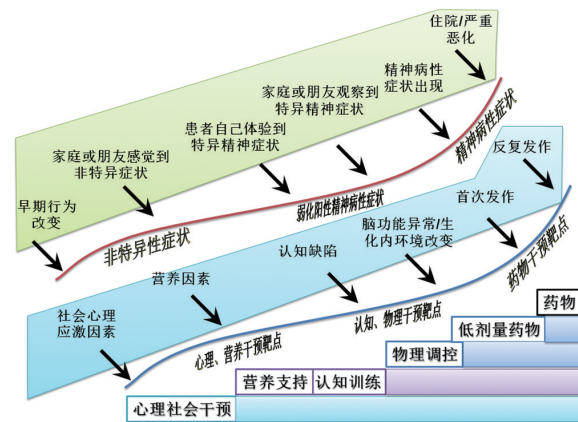 住院/严重
恶化
精神病性
症状出现
家庭或朋友观察到
特异精神症状
患者自己体验到
特异精神症状
家庭或朋友感觉到
非特异症状
早期行为
改变
非特异性症状
弱化阳性精神病性症状
精神病性症状
反复发作
首次发作
脑功能异常/生
化内环境改变
认知缺陷
营养因素
社会心理
应激因素
心理、营养干预靶点
认知、物理干预靶点
药物干预靶点
药物
低剂量药物
物理调控
营养支持
认知训练
心理社会干预